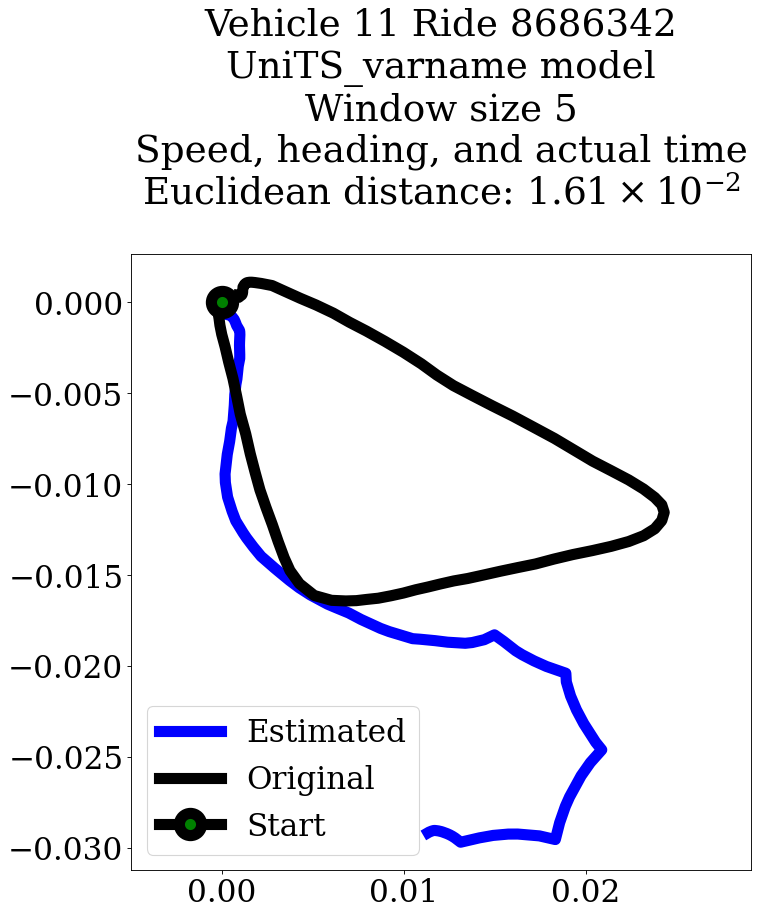 Vehicle 11 Ride 8686342
UniTS_varname model
Window size 5
Speed, heading, and actual time
Euclidean distance: 1.61 × 10⁻²
0.000
−0.005
−0.010
−0.015
−0.020
−0.025
−0.030
Estimated
Original
Start
0.00 0.01 0.02